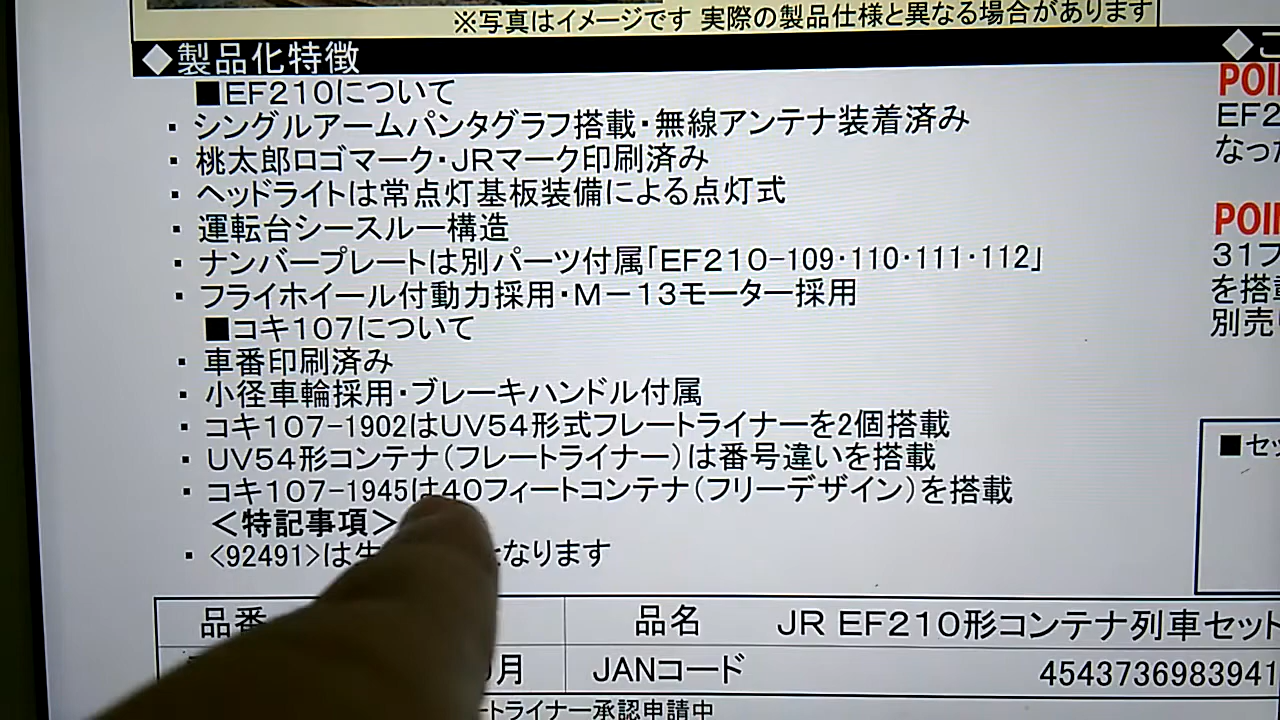 ※写真はイメージです 実際の製品仕様と異なる場合があります
◆製品化特徴
■EF210について
・シングルアームパンタグラフ搭載・無線アンテナ装着済み
・桃太郎ロゴマーク・JRマーク印刷済み
・ヘッドライトは常点灯基板装備による点灯式
・運転台シースルー構造
・ナンバープレートは別パーツ付属「EF210-109・110・111・112」
・フライホイール付動力採用・M-13モーター採用
■コキ107について
・車番印刷済み
・小径車輪採用・ブレーキハンドル付属
・コキ107-1902はUV54形式フレートライナーを2個搭載
・UV54形コンテナ(フレートライナー)は番号違いを搭載
・コキ107-1945は40フィートコンテナ(フリーデザイン)を搭載
<特記事項>
・<92491>は生 なります
◆こ
POI
EF2
なった
POI
31フ
を搭載
別売
■セッ
品番 品名 JR EF210形コンテナ列車セット
月 JANコード 4543736983941
ートライナー承認申請中